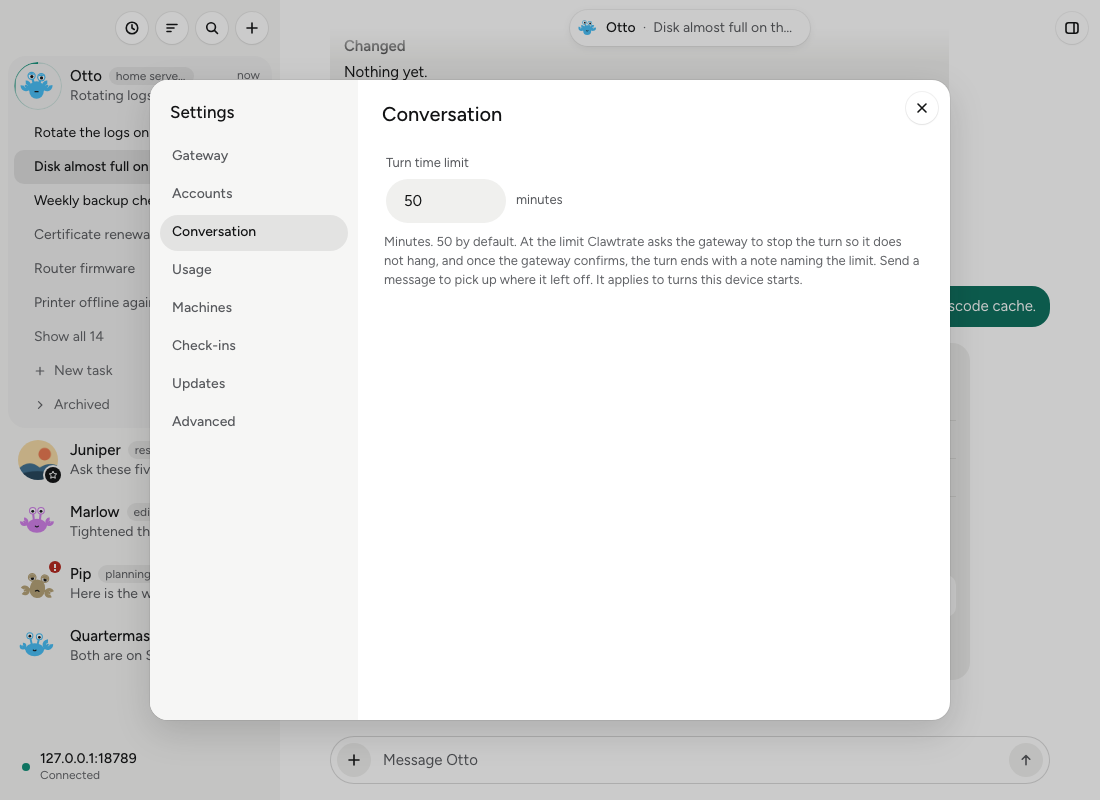 Otto · Disk almost full on th...
Otto home serve... now
Rotating logs
Rotate the logs on
Disk almost full on
Weekly backup che
Certificate renewa
Router firmware
Printer offline again
Show all 14
+ New task
Archived
Juniper res
Ask these fiv
Marlow edi
Tightened th
Pip planning
Here is the w
Quartermas
Both are on S
127.0.0.1:18789
Connected
Changed
Nothing yet.
Settings
Gateway
Accounts
Conversation
Usage
Machines
Check-ins
Updates
Advanced
Conversation
Turn time limit
50 minutes
Minutes. 50 by default. At the limit Clawtrate asks the gateway to stop the turn so it does
not hang, and once the gateway confirms, the turn ends with a note naming the limit. Send a
message to pick up where it left off. It applies to turns this device starts.
scode cache.
Message Otto